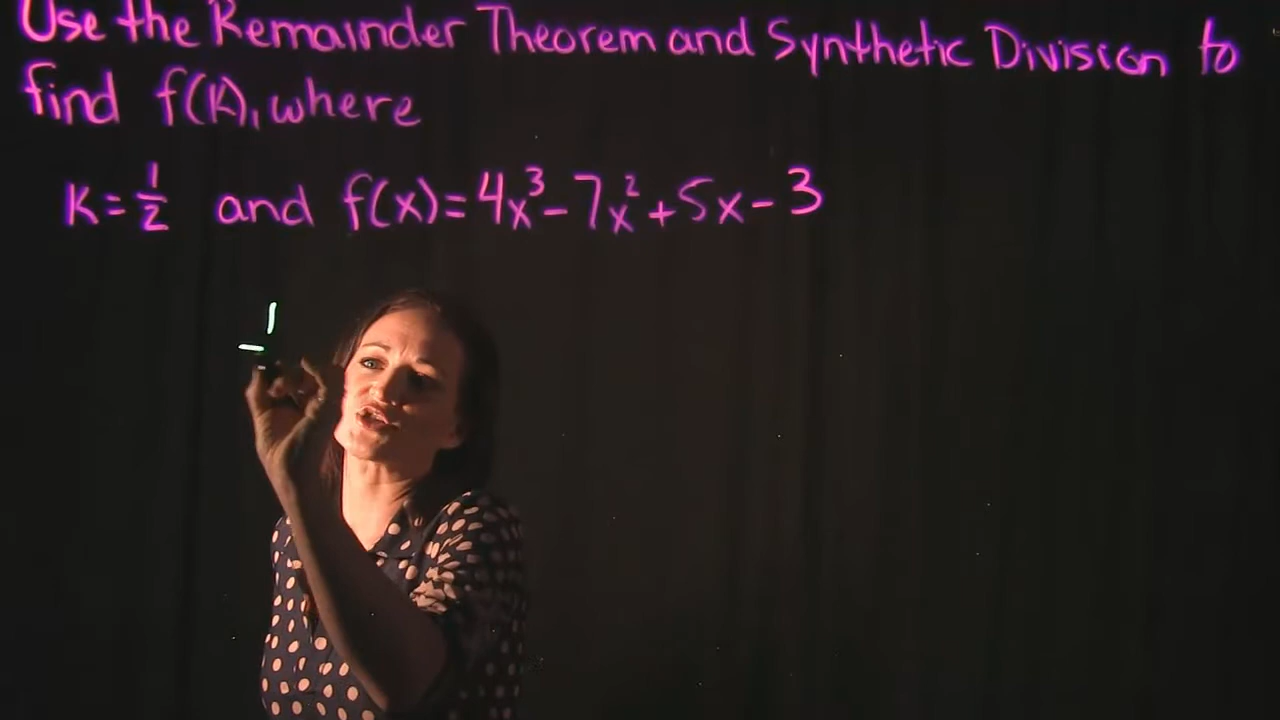 Use the Remainder Theorem and Synthetic Division to
find f(K), where
K = 1/2 and f(x) = 4x³ - 7x² + 5x - 3